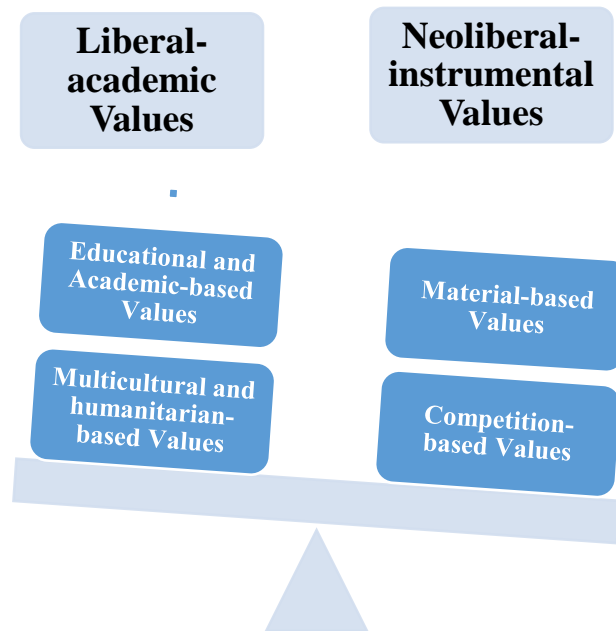 Liberal-
academic
Values
Neoliberal-
instrumental
Values
Educational and
Academic-based
Values
Multicultural and
humanitarian-
based Values
Material-based
Values
Competition-
based Values